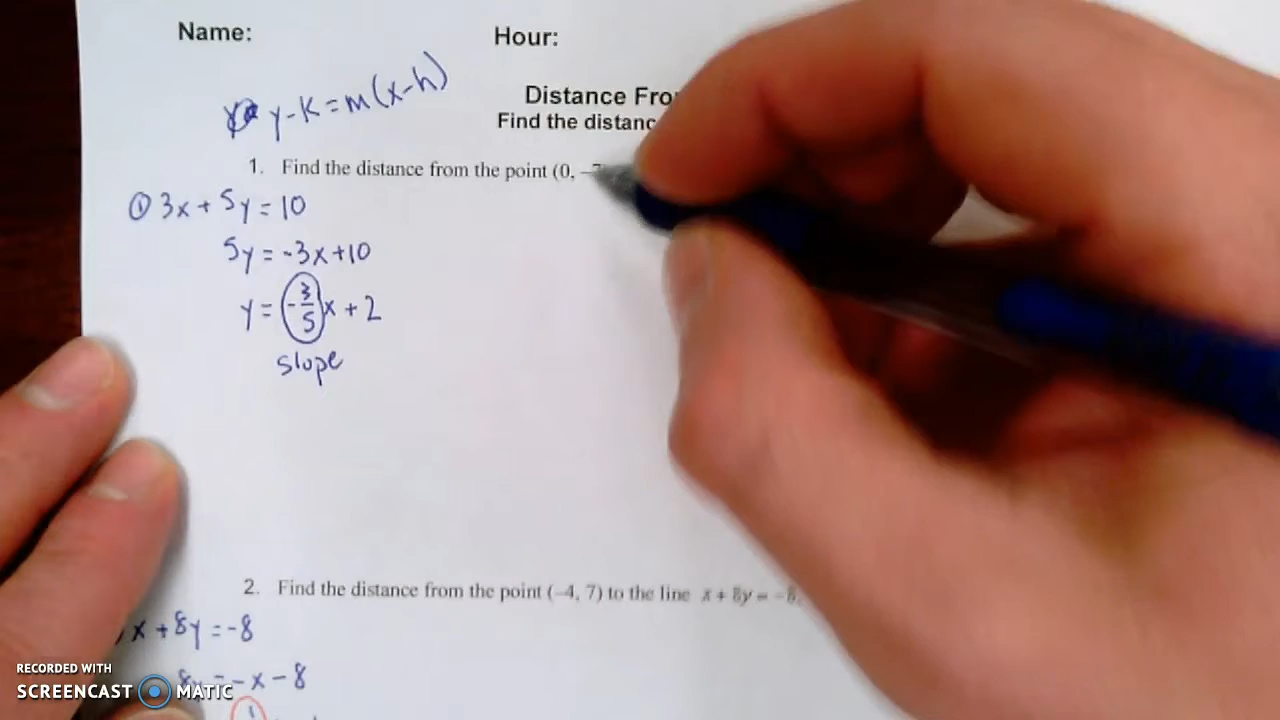 Name:
Hour:
y-k=m(x-h)
Distance
Find the
1. Find the distance from the point (0,
① 3x+5y=10
5y=-3x+10
y=-3/5x+2
slope
2. Find the distance from the point (–4, 7) to the line x + 8y = –8
x+8y=-8
8y=-x-8
RECORDED WITH
SCREENCAST MATIC